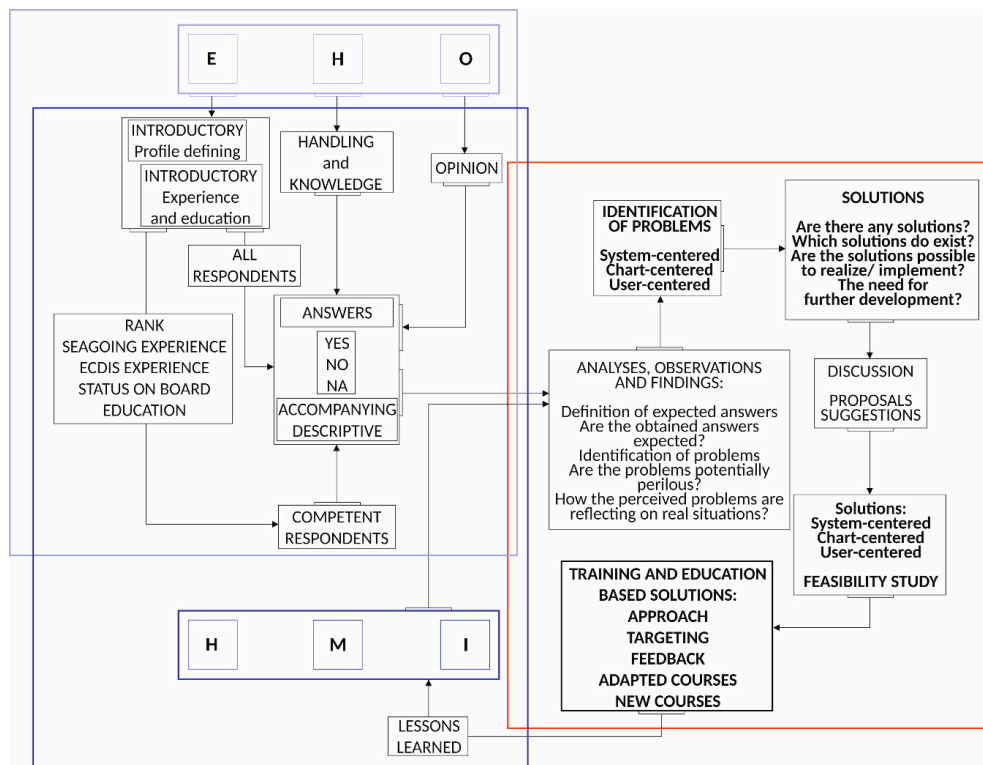 E
H
O
INTRODUCTORY
Profile defining
INTRODUCTORY
Experience
and education
HANDLING
and
KNOWLEDGE
OPINION
ALL
RESPONDENTS
RANK
SEAGOING EXPERIENCE
ECDIS EXPERIENCE
STATUS ON BOARD
EDUCATION
ANSWERS
YES
NO
NA
ACCOMPANYING
DESCRIPTIVE
COMPETENT
RESPONDENTS
H
M
I
LESSONS
LEARNED
IDENTIFICATION
OF PROBLEMS
System-centered
Chart-centered
User-centered
SOLUTIONS
Are there any solutions?
Which solutions do exist?
Are the solutions possible
to realize/ implement?
The need for
further development?
ANALYSES, OBSERVATIONS
AND FINDINGS:
Definition of expected answers
Are the obtained answers
expected?
Identification of problems
Are the problems potentially
perilous?
How the perceived problems are
reflecting on real situations?
DISCUSSION
PROPOSALS
SUGGESTIONS
Solutions:
System-centered
Chart-centered
User-centered
FEASIBILITY STUDY
TRAINING AND EDUCATION
BASED SOLUTIONS:
APPROACH
TARGETING
FEEDBACK
ADAPTED COURSES
NEW COURSES